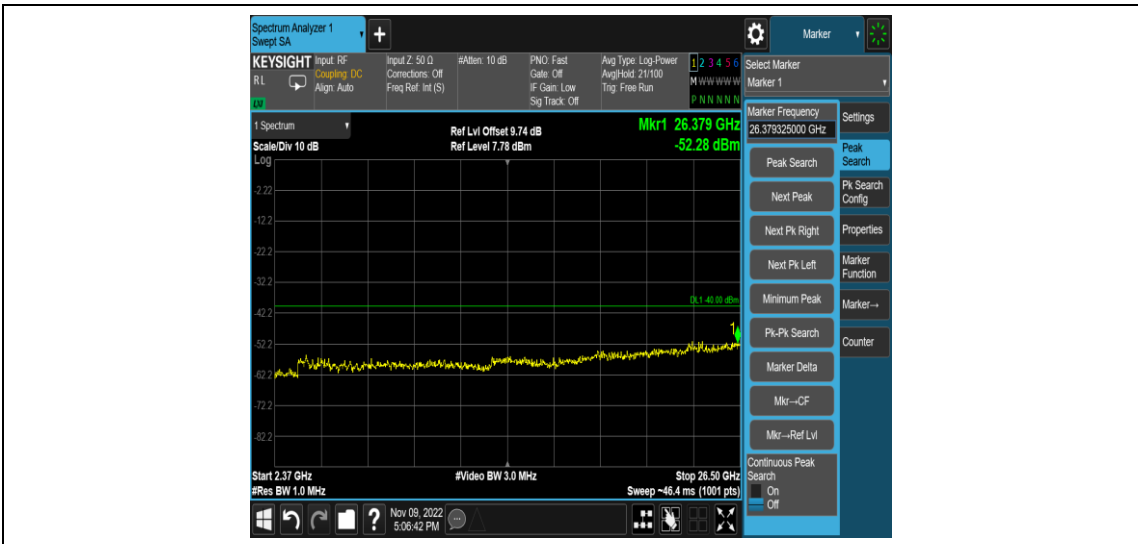 Spectrum Analyzer 1
Swept SA
+
Marker
KEYSIGHT
RL
LXI
Input: RF
Coupling: DC
Align: Auto
Input Z: 50 Ω
Corrections: Off
Freq Ref: Int (S)
#Atten: 10 dB
PNO: Fast
Gate: Off
IF Gain: Low
Sig Track: Off
Avg Type: Log-Power
Avg|Hold: 21/100
Trig: Free Run
1 2 3 4 5 6
M W W W W W
P N N N N N
Select Marker
Marker 1
1 Spectrum
Scale/Div 10 dB
Log
Ref Lvl Offset 9.74 dB
Ref Level 7.78 dBm
Mkr1 26.379 GHz
-52.28 dBm
-2.22
-12.2
-22.2
-32.2
-42.2
-52.2
-62.2
-72.2
-82.2
DL1 -40.00 dBm
1
Start 2.37 GHz
#Res BW 1.0 MHz
#Video BW 3.0 MHz
Stop 26.50 GHz
Sweep ~46.4 ms (1001 pts)
Marker Frequency
26.379325000 GHz
Peak Search
Next Peak
Next Pk Right
Next Pk Left
Minimum Peak
Pk-Pk Search
Marker Delta
Mkr→CF
Mkr→Ref Lvl
Continuous Peak
Search
On
Off
Settings
Peak
Search
Pk Search
Config
Properties
Marker
Function
Marker→
Counter
?
Nov 09, 2022
5:06:42 PM